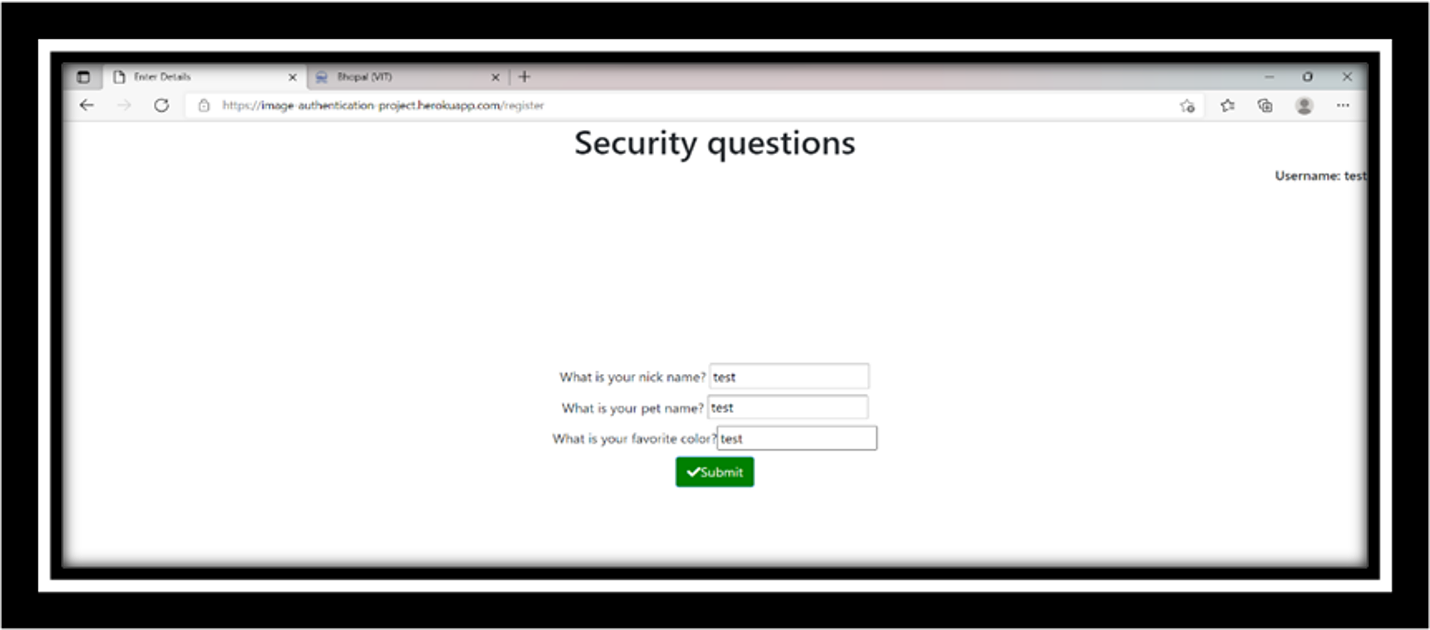 Enter Details
Bhopal (VIT)
https://image-authentication-project.herokuapp.com/register
Security questions
Username: test
What is your nick name? test
What is your pet name? test
What is your favorite color? test
Submit